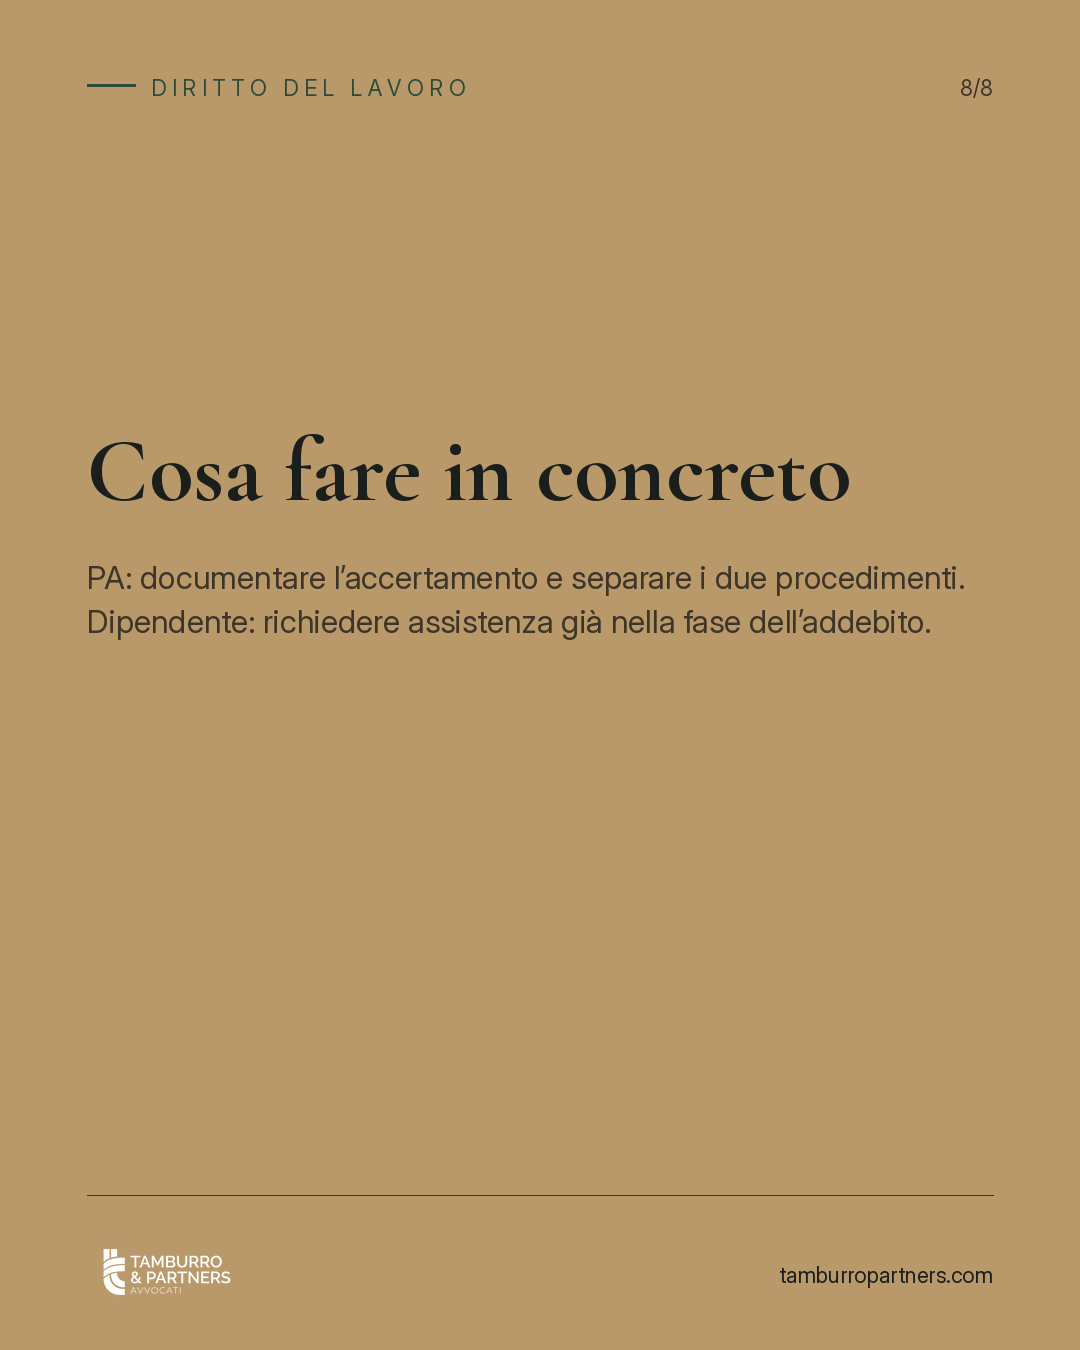 DIRITTO DEL LAVORO
8/8
Cosa fare in concreto
PA: documentare l’accertamento e separare i due procedimenti.
Dipendente: richiedere assistenza già nella fase dell’addebito.
TAMBURRO
& PARTNERS
AVVOCATI
tamburropartners.com